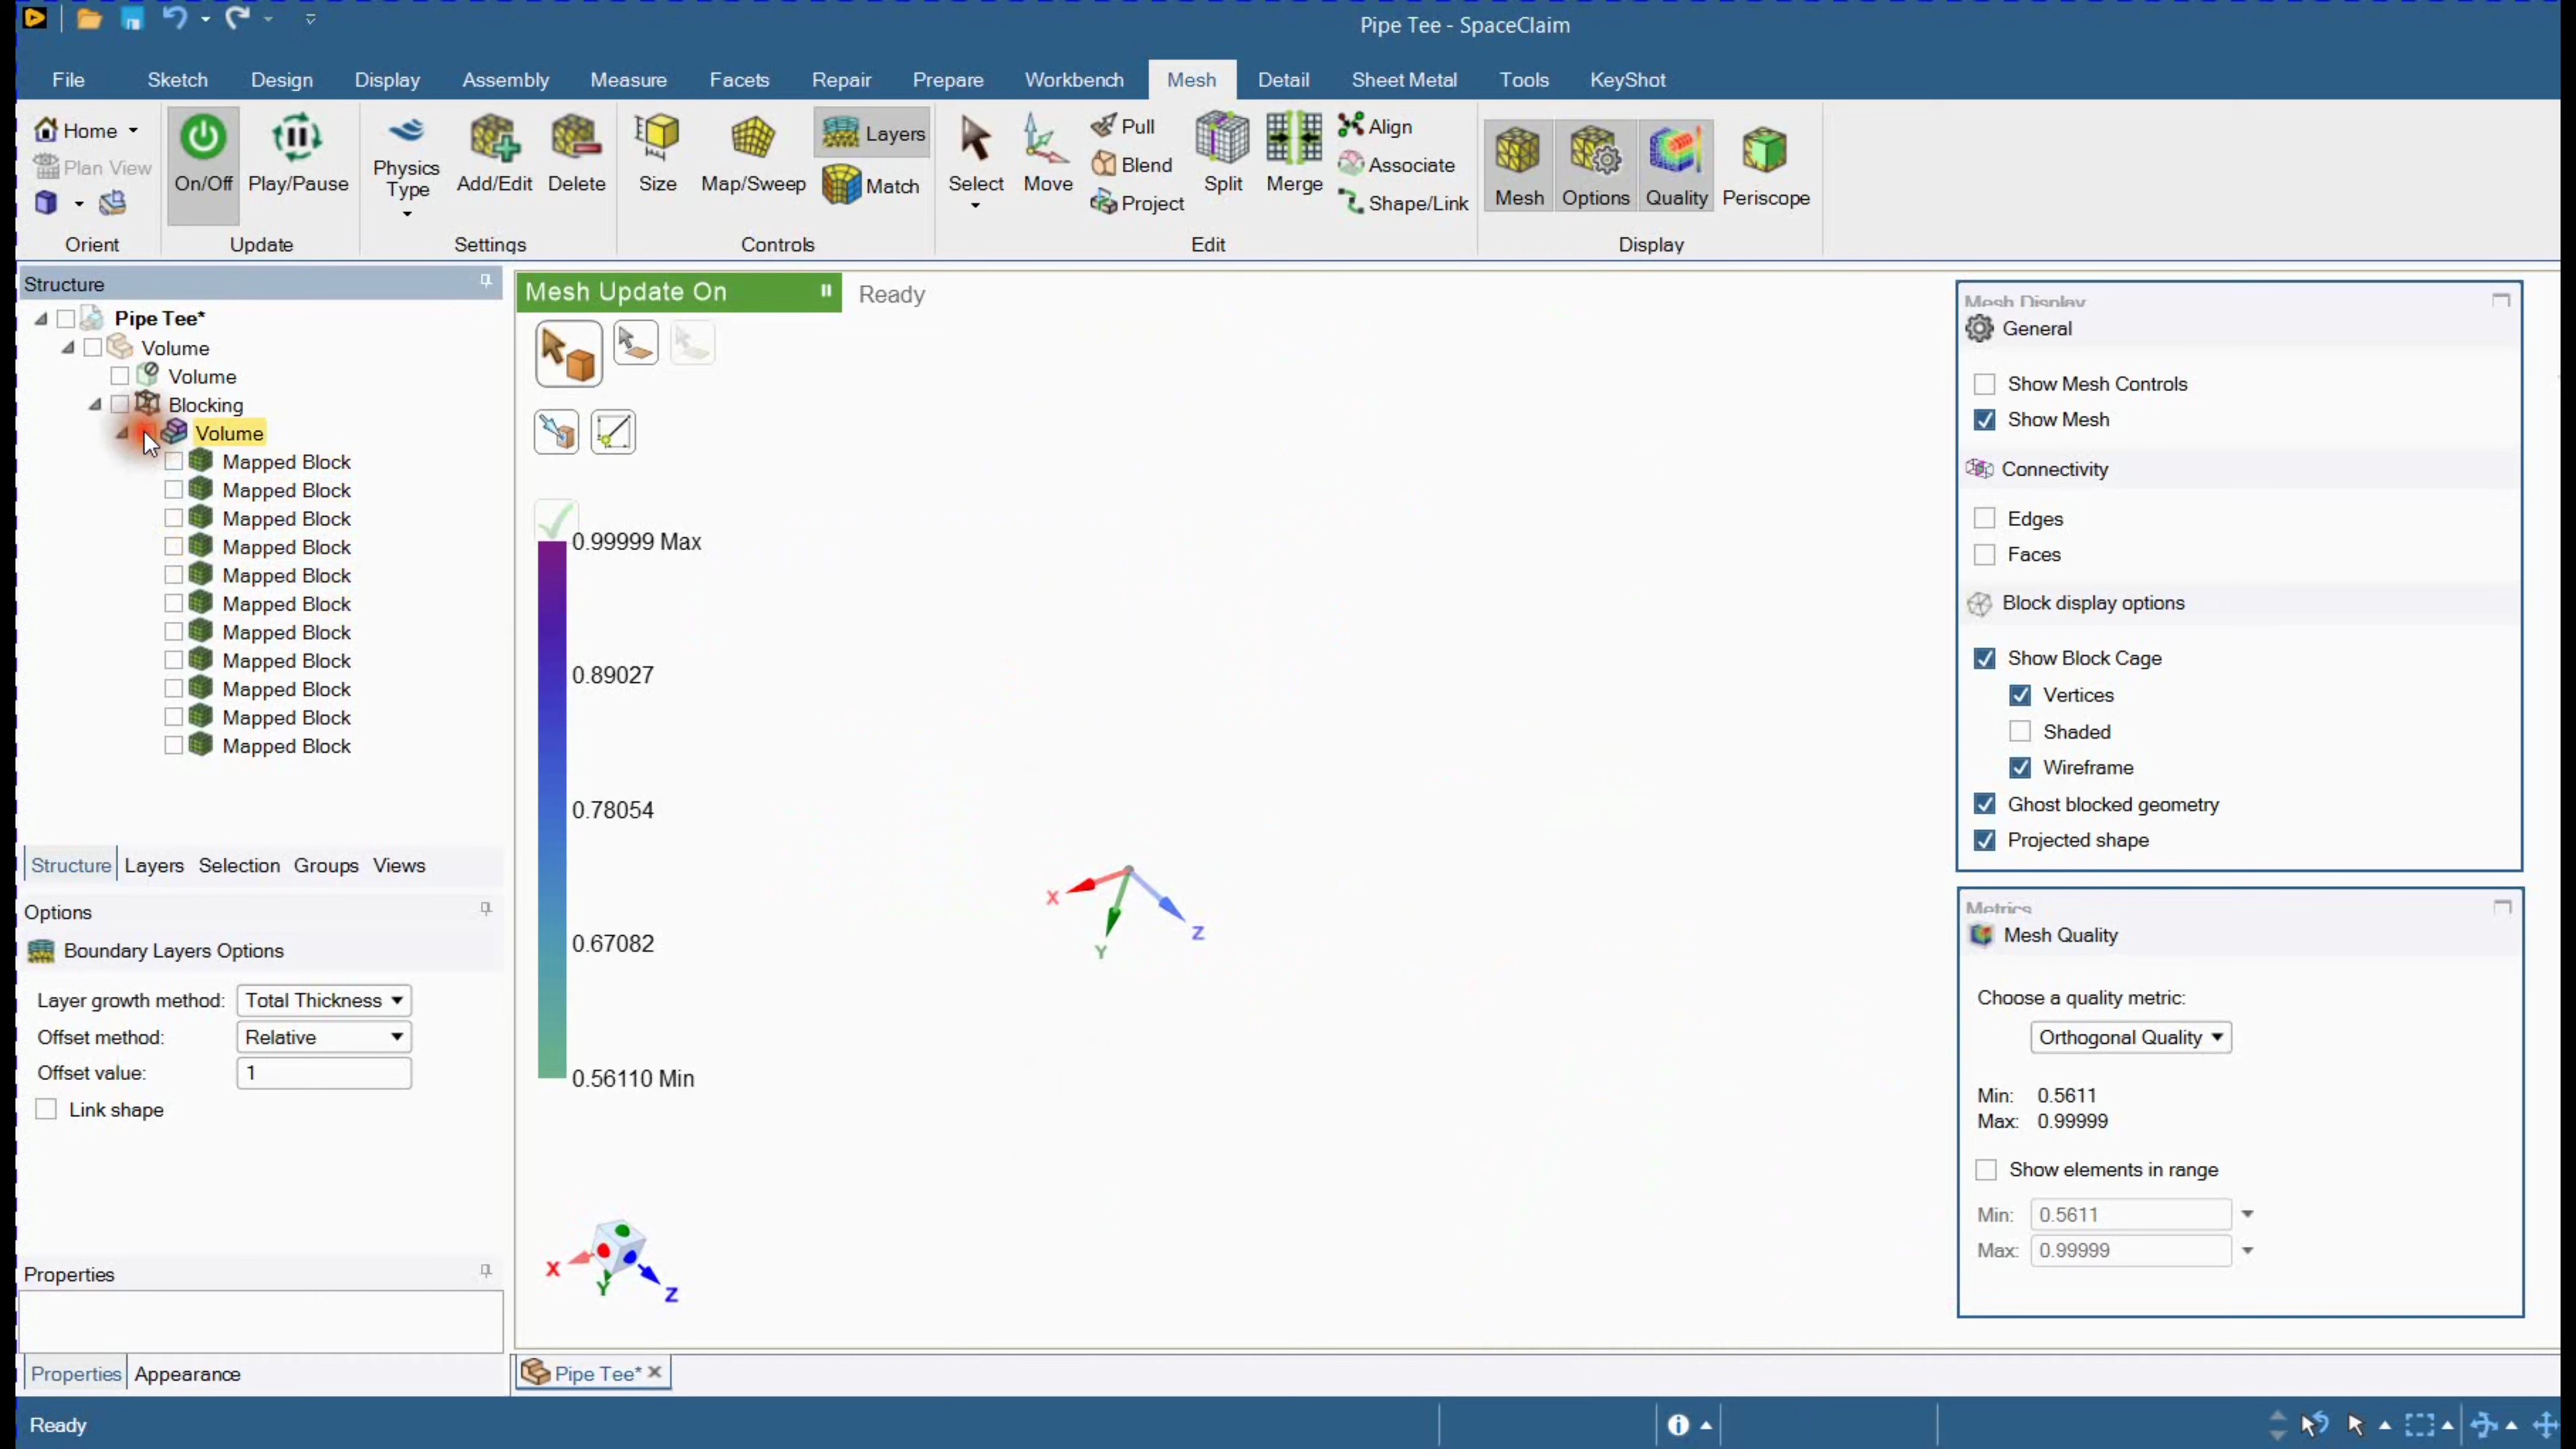 Pipe Tee - SpaceClaim
File Sketch Design Display Assembly Measure Facets Repair Prepare Workbench Mesh Detail Sheet Metal Tools KeyShot
Home
Plan View
Orient
On/Off Play/Pause
Update
Physics Type Add/Edit Delete
Settings
Size Map/Sweep Layers
Match
Controls
Select Move Pull
Blend
Project
Split Merge Align
Associate
Shape/Link
Edit
Mesh Options Quality Periscope
Display
Structure
Pipe Tee*
Volume
Volume
Blocking
Volume
Mapped Block
Mapped Block
Mapped Block
Mapped Block
Mapped Block
Mapped Block
Mapped Block
Mapped Block
Mapped Block
Mapped Block
Mapped Block
Structure Layers Selection Groups Views
Options
Boundary Layers Options
Layer growth method: Total Thickness
Offset method: Relative
Offset value: 1
Link shape
Properties
Properties Appearance
Mesh Update On Ready
0.99999 Max
0.89027
0.78054
0.67082
0.56110 Min
X
Y
Z
X
Y
Z
Pipe Tee*
Mesh Display
General
Show Mesh Controls
Show Mesh
Connectivity
Edges
Faces
Block display options
Show Block Cage
Vertices
Shaded
Wireframe
Ghost blocked geometry
Projected shape
Metrics
Mesh Quality
Choose a quality metric:
Orthogonal Quality
Min: 0.5611
Max: 0.99999
Show elements in range
Min: 0.5611
Max: 0.99999
Ready